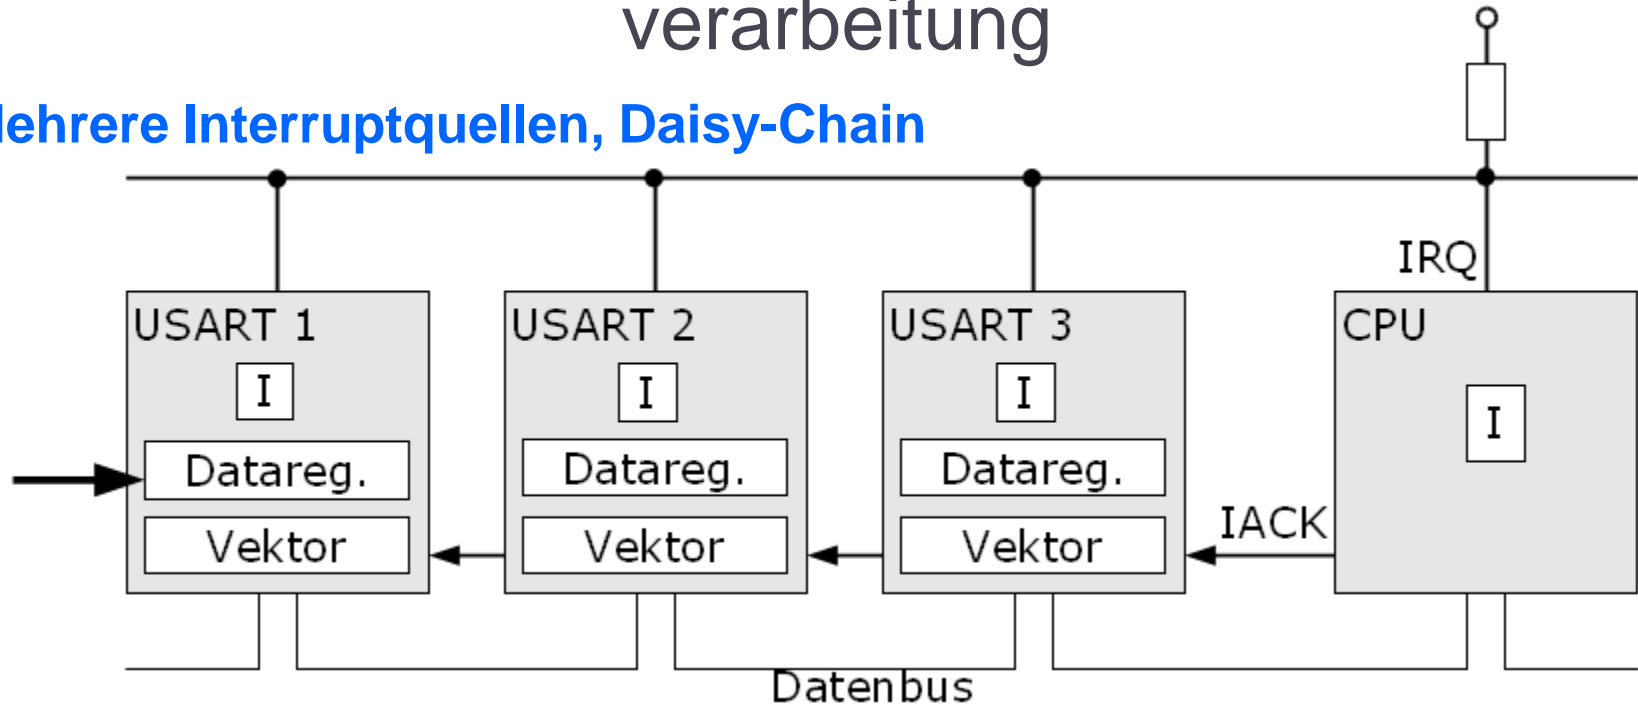 verarbeitung
lehrere Interruptquellen, Daisy-Chain
IRQ
USART 1
USART 2
USART 3
CPU
I
I
I
I
Datareg.
Datareg.
Datareg.
Vektor
Vektor
Vektor
IACK
Datenbus